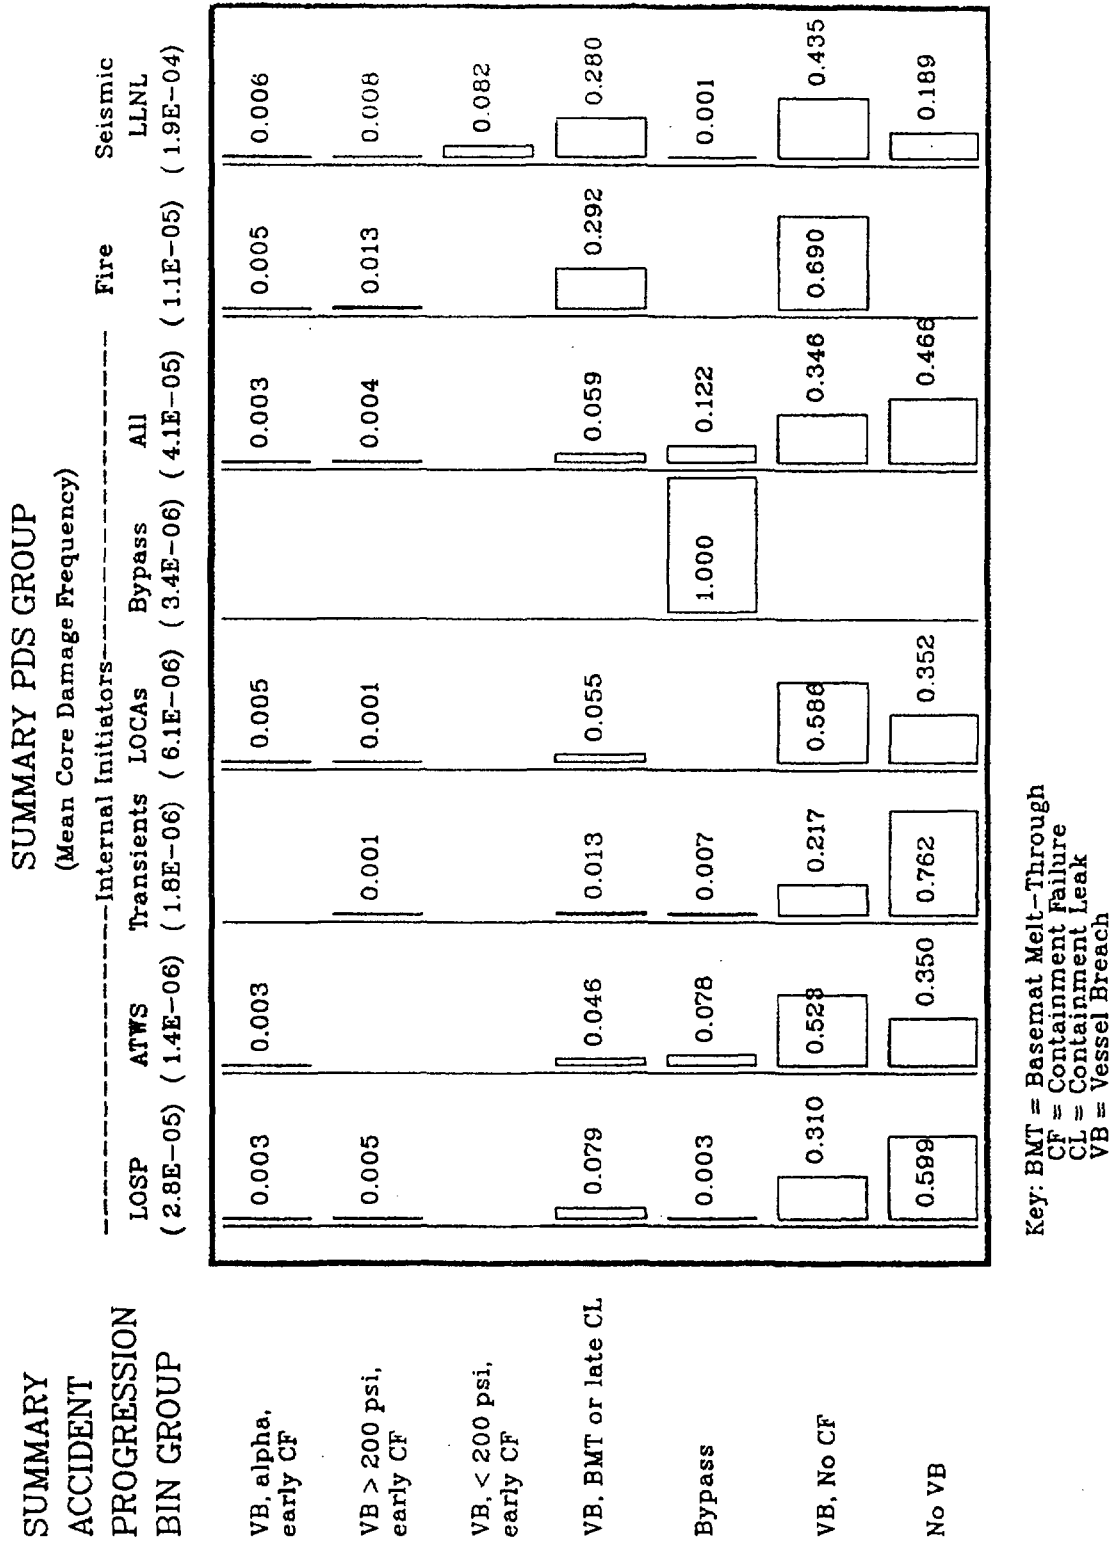 SUMMARY PDS GROUP
(Mean Core Damage Frequency)
SUMMARY
ACCIDENT
PROGRESSION
BIN GROUP
---------------Internal Initiators---------------
LOSP ATWS Transients LOCAs Bypass All Fire Seismic LLNL
( 2.8E-05) ( 1.4E-06) ( 1.8E-06) ( 6.1E-06) ( 3.4E-06) ( 4.1E-05) ( 1.1E-05) ( 1.9E-04)
VB, alpha,
early CF
0.003 0.003 0.005 0.003 0.005 0.006
VB > 200 psi,
early CF
0.005 0.001 0.001 0.004 0.013 0.008
VB, < 200 psi,
early CF
0.082
VB, BMT or late CL
0.079 0.046 0.013 0.055 0.059 0.292 0.280
Bypass
0.003 0.078 0.007 1.000 0.122 0.001
VB, No CF
0.310 0.523 0.217 0.586 0.346 0.690 0.435
No VB
0.599 0.350 0.762 0.352 0.466 0.189
Key: BMT = Basemat Melt-Through
CF = Containment Failure
CL = Containment Leak
VB = Vessel Breach